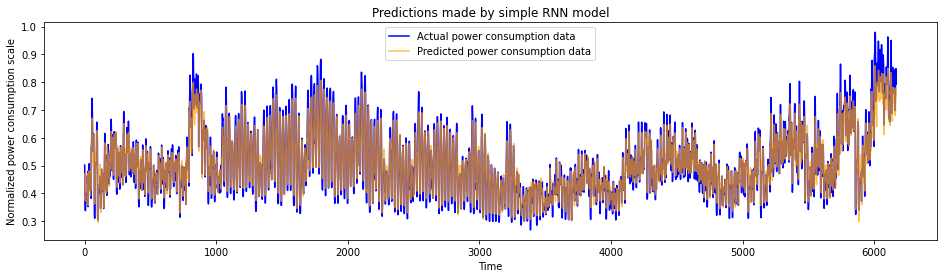 Predictions made by simple RNN model
Actual power consumption data
Predicted power consumption data
Normalized power consumption scale
1.0
0.9
0.8
0.7
0.6
0.5
0.4
0.3
0 1000 2000 3000 4000 5000 6000
Time